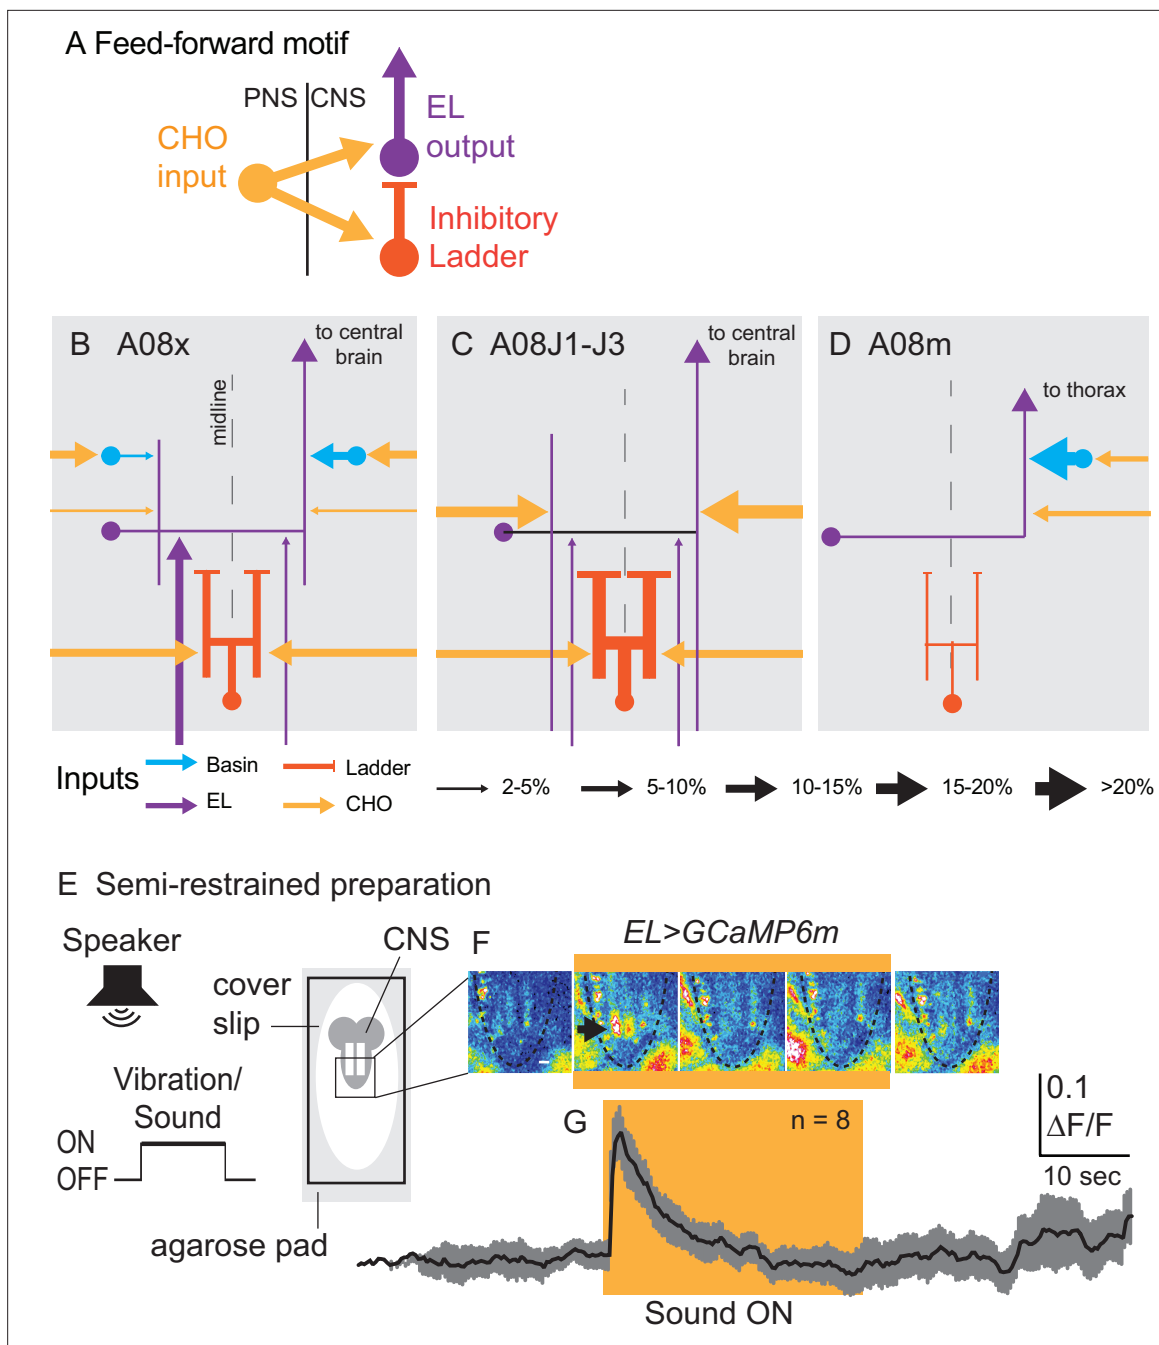 A Feed-forward motif
PNS CNS
CHO
input
EL
output
Inhibitory
Ladder
B A08x
midline
to central
brain
C A08J1-J3
to central
brain
D A08m
to thorax
Inputs
Basin
Ladder
EL
CHO
2-5%
5-10%
10-15%
15-20%
>20%
E Semi-restrained preparation
Speaker
CNS
cover
slip
Vibration/
Sound
ON
OFF
agarose pad
F
EL>GCaMP6m
G
n = 8
0.1
ΔF/F
10 sec
Sound ON